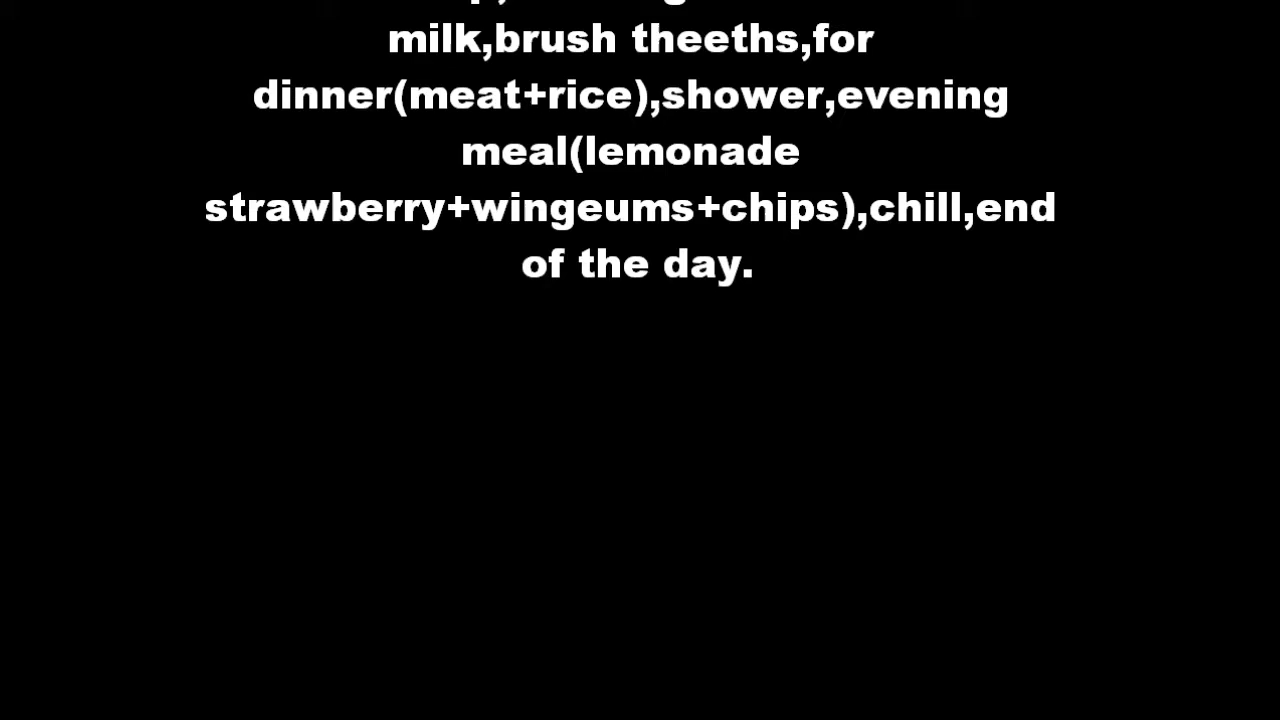 milk,brush theeths,for
dinner(meat+rice),shower,evening
meal(lemonade
strawberry+wingeums+chips),chill,end
of the day.